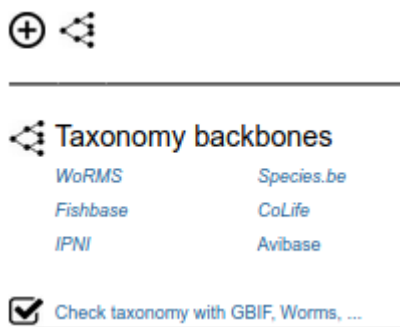 Taxonomy backbones
WoRMS Species.be
Fishbase CoLife
IPNI Avibase
Check taxonomy with GBIF, Worms, ...